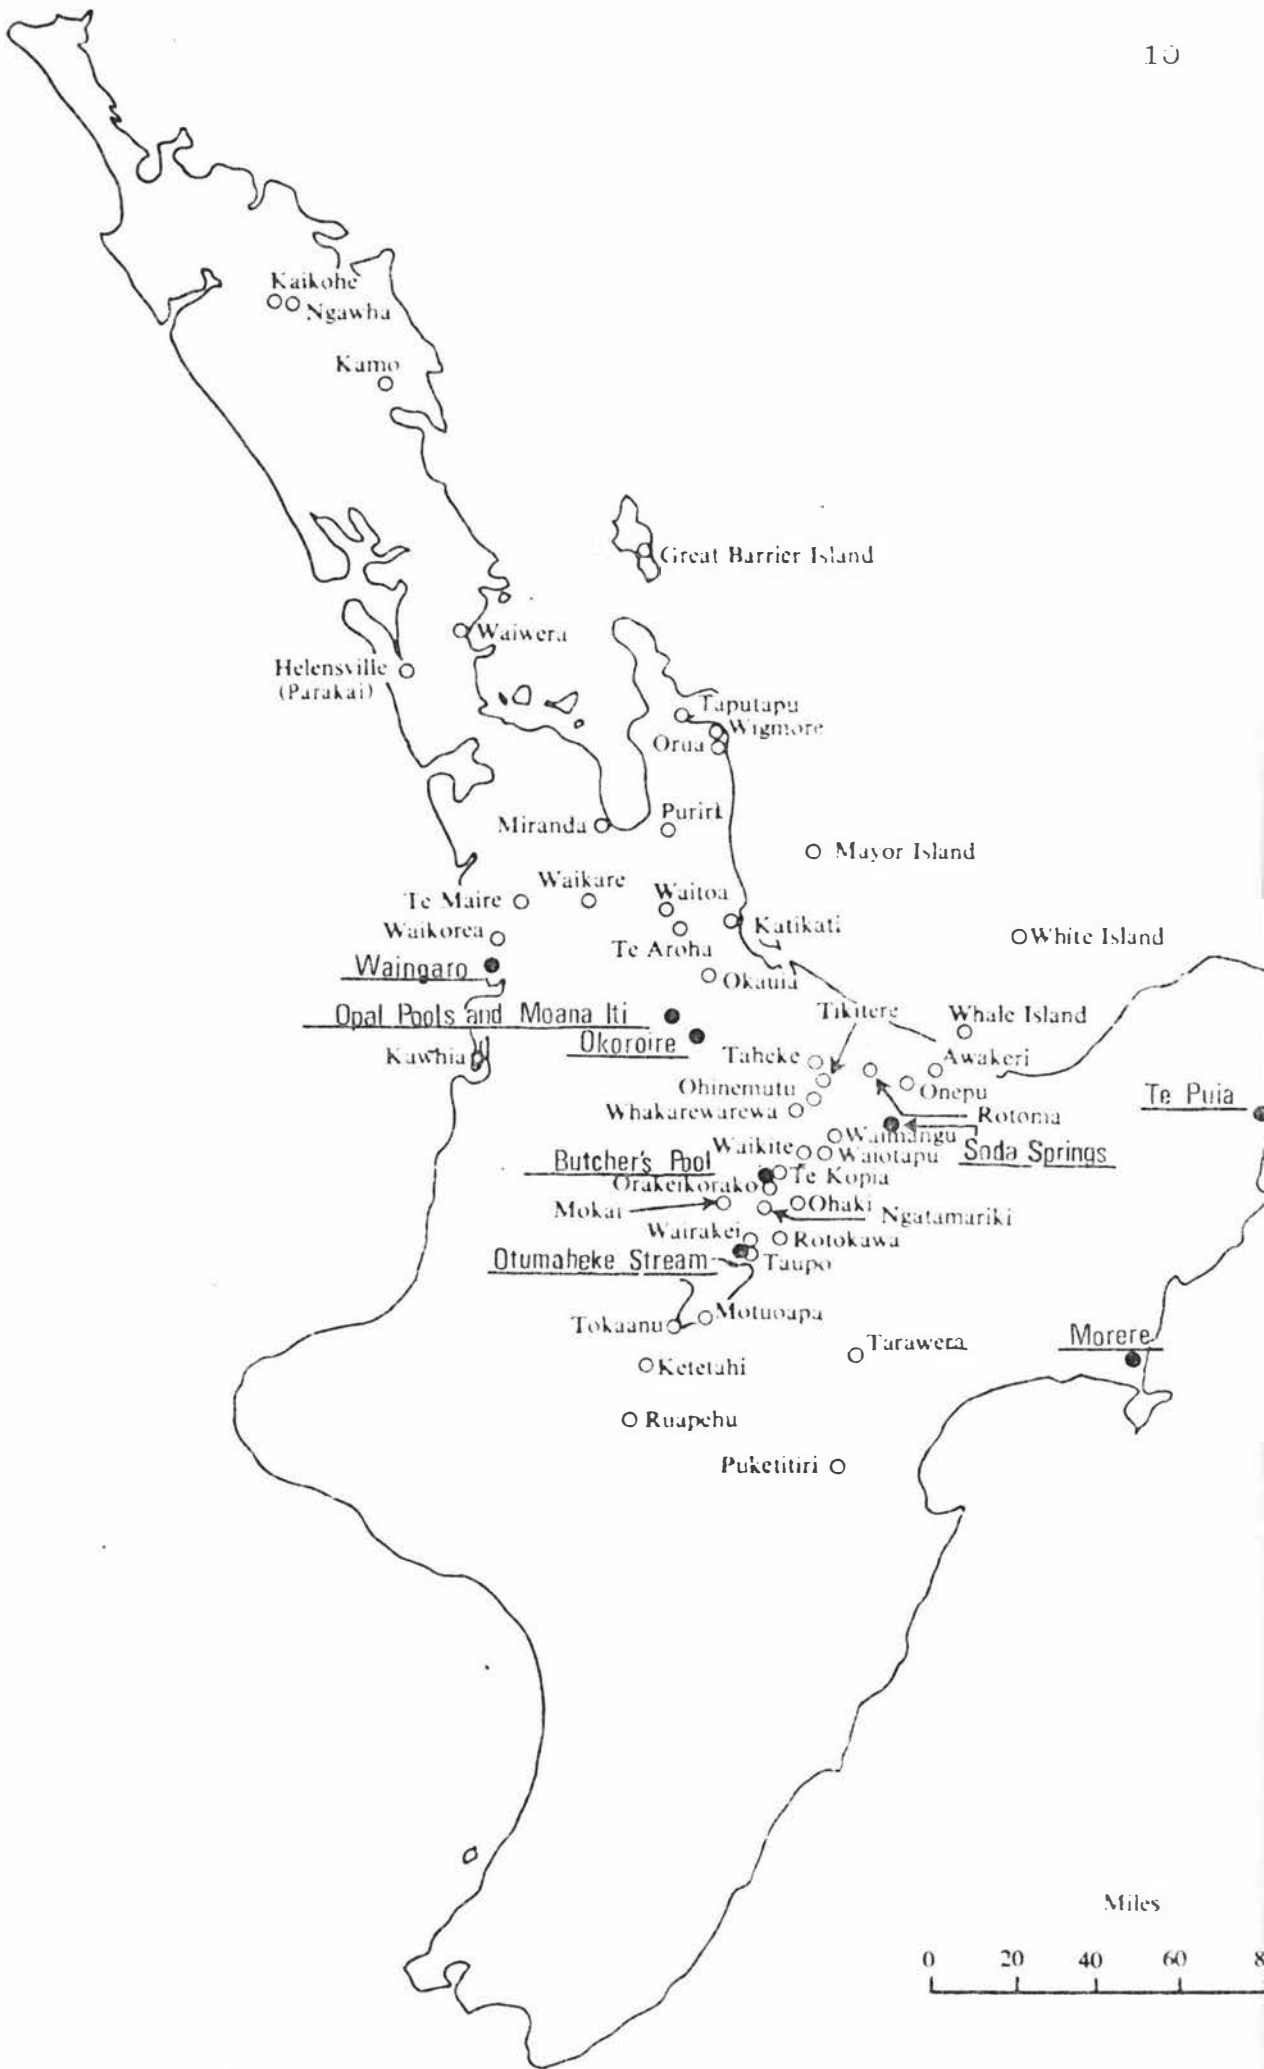 10
Kaikohe
Ngawha
Kamo
Great Barrier Island
Waiwera
Helensville
(Parakai)
Taputapu
Wigmore
Orua
Miranda
Puriri
Mayor Island
Te Maire
Waikare
Waitoa
Waikorea
Katikati
White Island
Te Aroha
Waingaro
Okauia
Opal Pools and Moana Iti
Tikitere
Whale Island
Okoroire
Kawhia
Taheke
Awakeri
Ohinemutu
Onepu
Te Puia
Whakarewarewa
Rotoma
Waimangu
Waikite
Waiotapu
Soda Springs
Butcher's Pool
Te Kopia
Orakeikorako
Mokai
Ohaki
Ngatamariki
Wairakei
Rotokawa
Otumaheke Stream
Taupo
Motuoapa
Tokaanu
Tarawera
Morere
Ketetahi
Ruapehu
Puketitiri
Miles
0 20 40 60 8